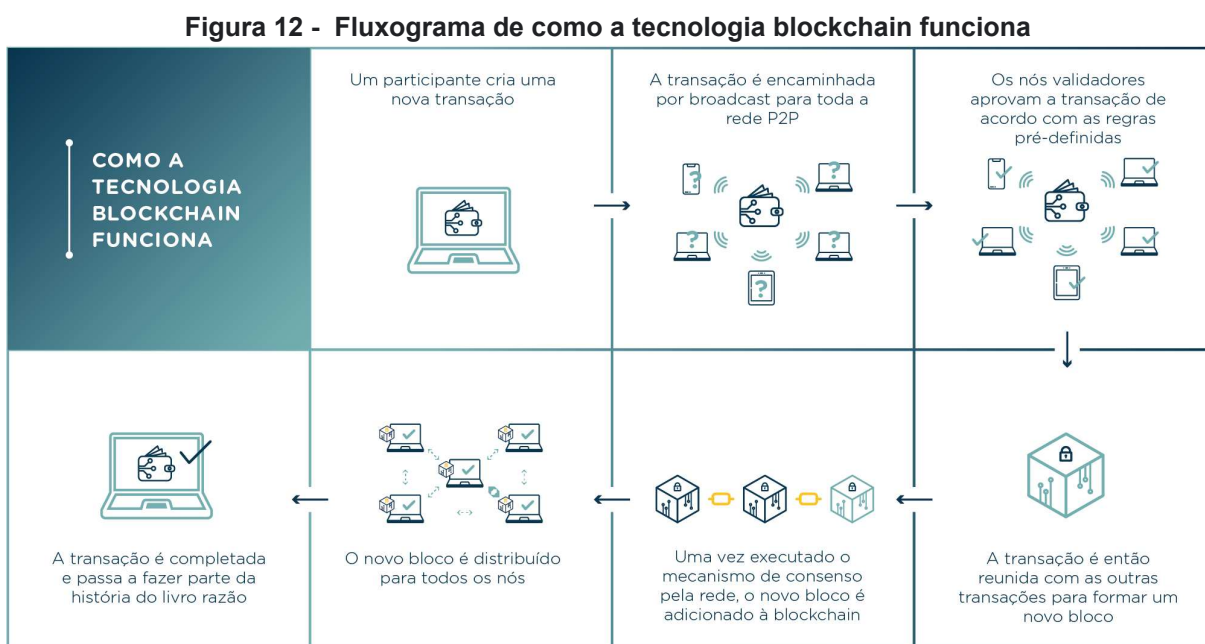 Figura 12 - Fluxograma de como a tecnologia blockchain funciona
COMO A
TECNOLOGIA
BLOCKCHAIN
FUNCIONA
Um participante cria uma
nova transação
A transação é encaminhada
por broadcast para toda a
rede P2P
Os nós validadores
aprovam a transação de
acordo com as regras
pré-definidas
?
?
?
?
?
A transação é então
reunida com as outras
transações para formar um
novo bloco
Uma vez executado o
mecanismo de consenso
pela rede, o novo bloco é
adicionado à blockchain
O novo bloco é distribuído
para todos os nós
A transação é completada
e passa a fazer parte da
história do livro razão